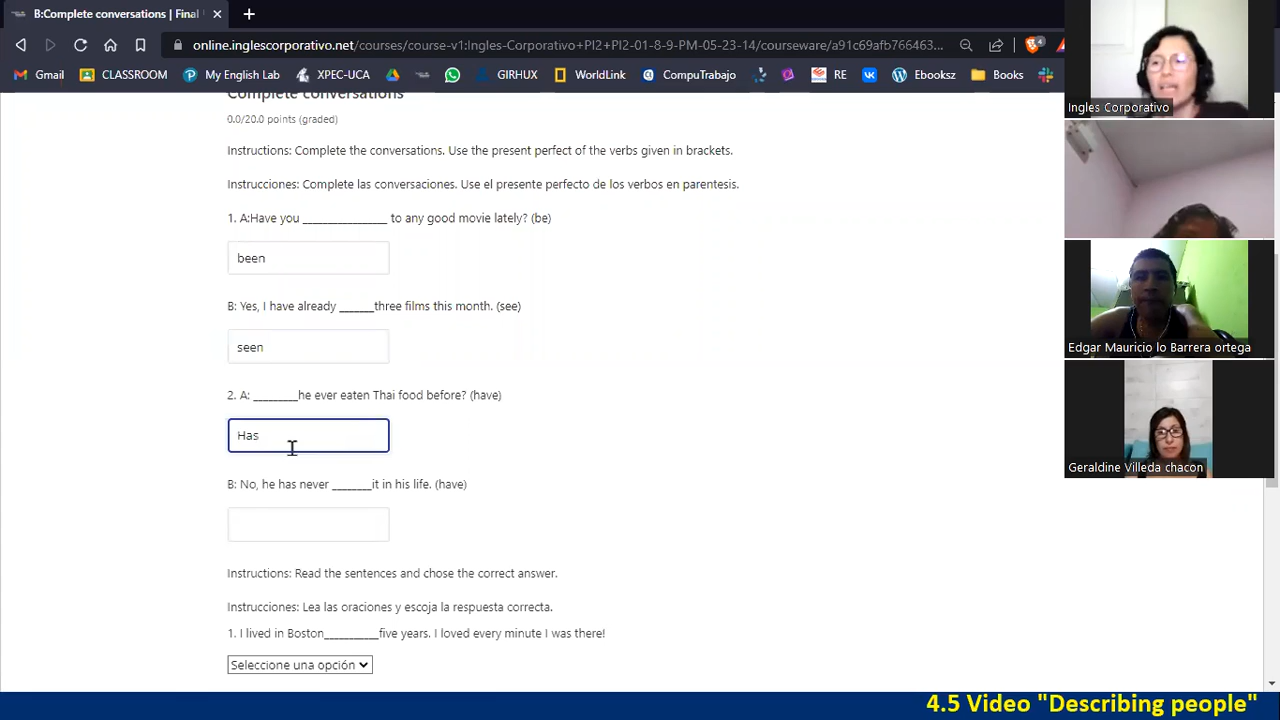 B:Complete conversations | Final
online.inglescorporativo.net/courses/course-v1:Ingles-Corporativo+PI2+PI2-01-8-9-PM-05-23-14/courseware/a91c69afb766463...
4
Gmail CLASSROOM My English Lab XPEC-UCA GIRHUX WorldLink CompuTrabajo RE Ebooksz Books
Complete conversations
0.0/20.0 points (graded)
Instructions: Complete the conversations. Use the present perfect of the verbs given in brackets.
Instrucciones: Complete las conversaciones. Use el presente perfecto de los verbos en parentesis.
1. A:Have you ________________ to any good movie lately? (be)
been
B: Yes, I have already _______three films this month. (see)
seen
2. A: _________he ever eaten Thai food before? (have)
Has
B: No, he has never ________it in his life. (have)
Instructions: Read the sentences and chose the correct answer.
Instrucciones: Lea las oraciones y escoja la respuesta correcta.
1. I lived in Boston___________five years. I loved every minute I was there!
Seleccione una opción
Ingles Corporativo
Edgar Mauricio lo Barrera ortega
Geraldine Villeda chacon
4.5 Video "Describing people"